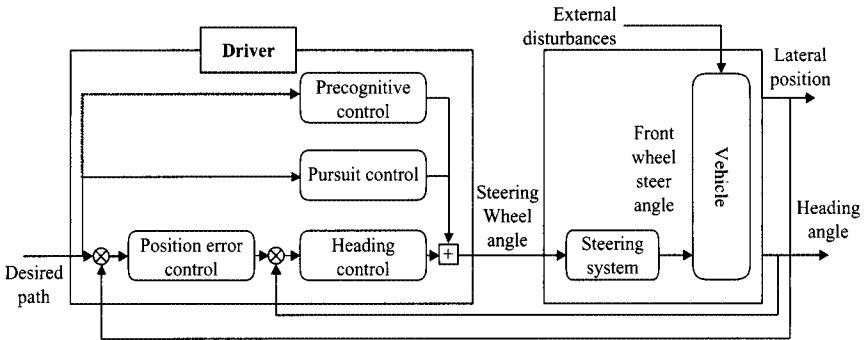 External
disturbances
Driver
Lateral
position
Precognitive
control
Front
wheel
steer
angle
Vehicle
Pursuit control
Steering
Wheel
angle
Heading
angle
Desired
path
Position error
control
Heading
control
+
Steering
system